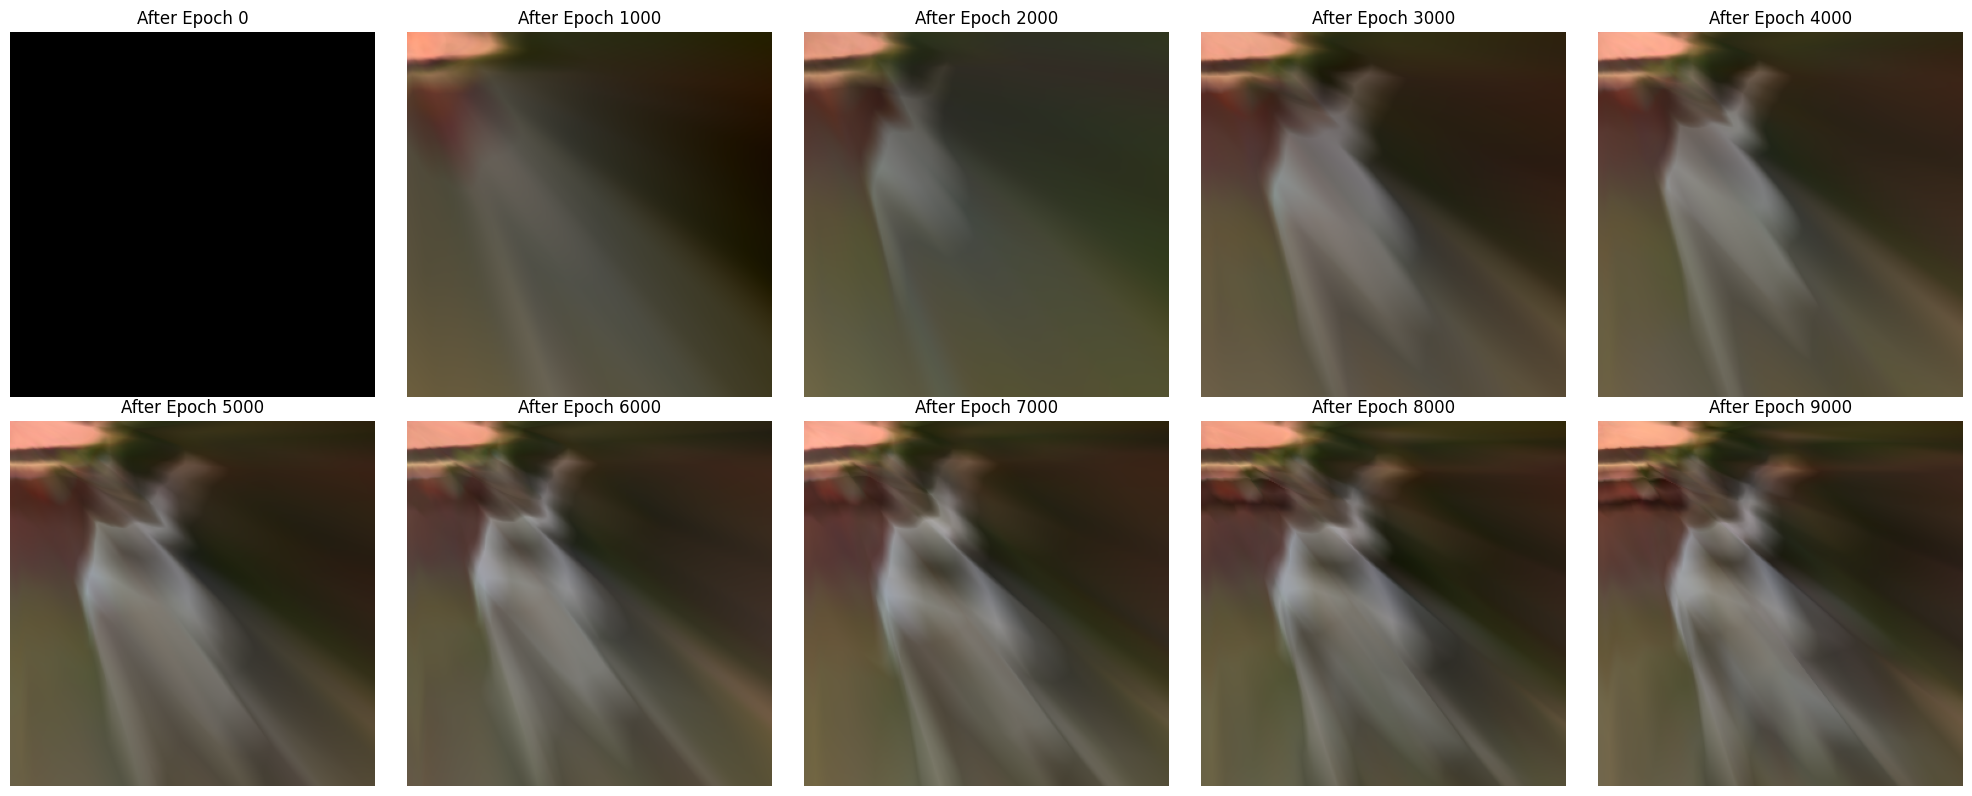 After Epoch 0
After Epoch 1000
After Epoch 2000
After Epoch 3000
After Epoch 4000
After Epoch 5000
After Epoch 6000
After Epoch 7000
After Epoch 8000
After Epoch 9000